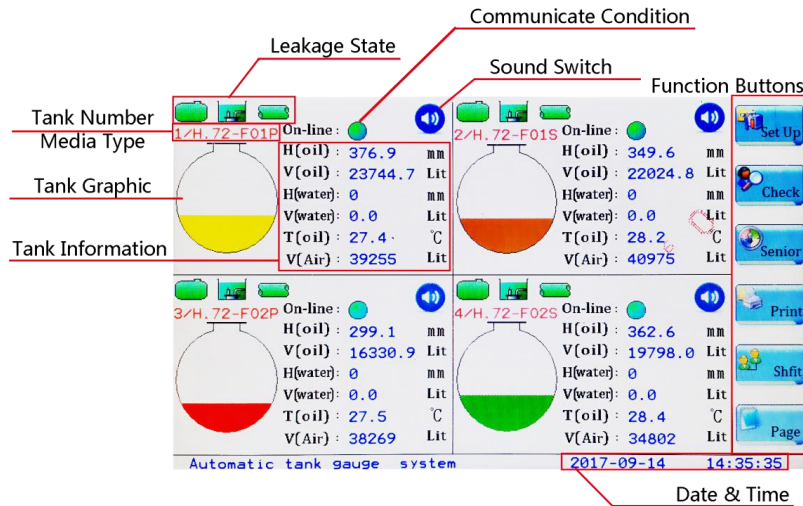 Communicate Condition
Leakage State
Sound Switch
Function Buttons
Tank Number
Media Type
Tank Graphic
Tank Information
1/H.72-F01P On-line:
H(oil): 376.9 mm
V(oil): 23744.7 Lit
H(water): 0 mm
V(water): 0.0 Lit
T(oil): 27.4 ℃
V(Air): 39255 Lit
2/H.72-F01S On-line:
H(oil): 349.6 mm
V(oil): 22024.8 Lit
H(water): 0 mm
V(water): 0.0 Lit
T(oil): 28.2 ℃
V(Air): 40975 Lit
3/H.72-F02P On-line:
H(oil): 299.1 mm
V(oil): 16330.9 Lit
H(water): 0 mm
V(water): 0.0 Lit
T(oil): 27.5 ℃
V(Air): 38269 Lit
4/H.72-F02S On-line:
H(oil): 362.6 mm
V(oil): 19798.0 Lit
H(water): 0 mm
V(water): 0.0 Lit
T(oil): 28.4 ℃
V(Air): 34802 Lit
Set Up
Check
Senior
Print
Shfit
Page
Automatic tank gauge system
2017-09-14 14:35:35
Date & Time